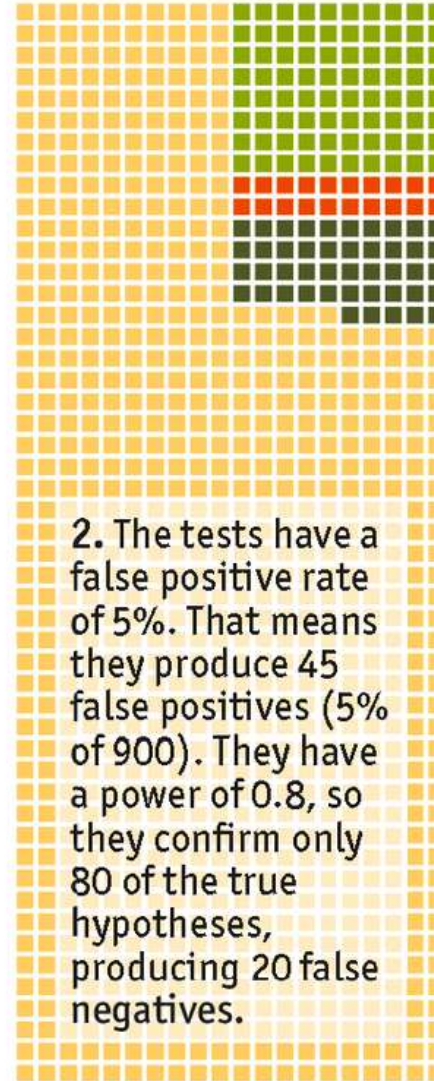 2. The tests have a
false positive rate
of 5%. That means
they produce 45
false positives (5%
of 900). They have
a power of 0.8, so
they confirm only
80 of the true
hypotheses,
producing 20 false
negatives.